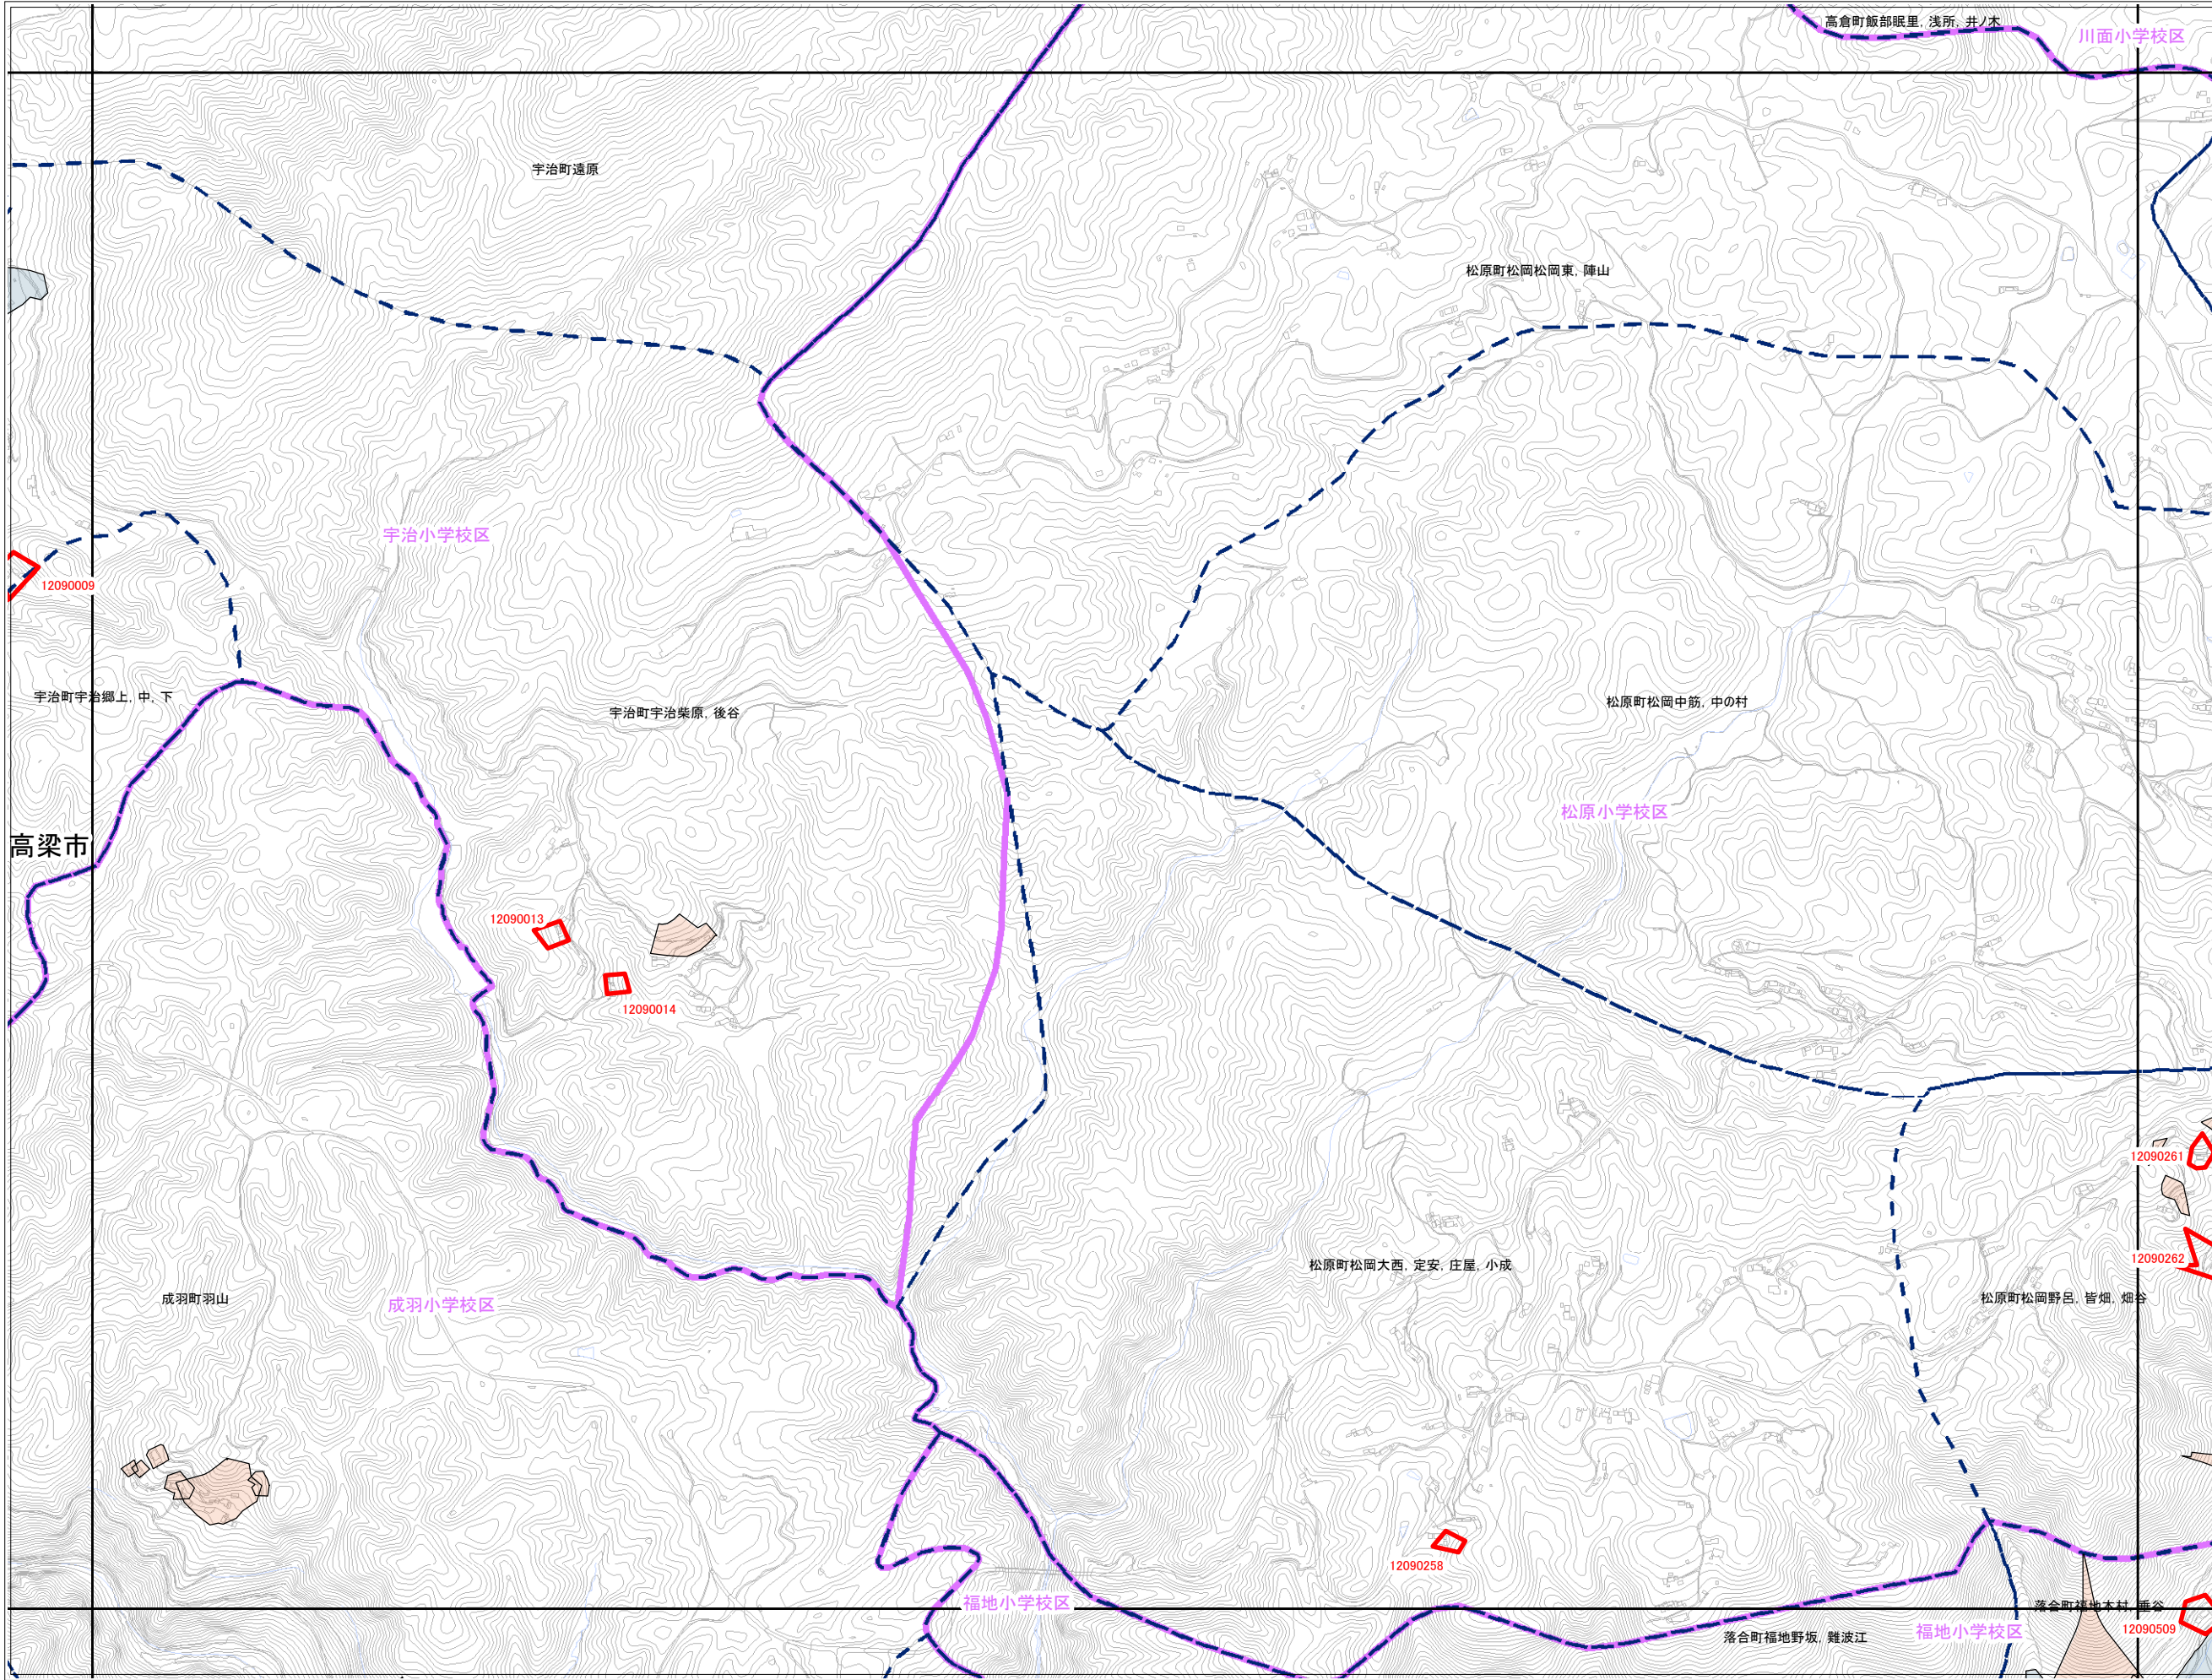 高倉町飯部眠里, 浅所, 井ノ木
川面小学校区
宇治町遠原
松原町松岡松岡東, 陣山
宇治小学校区
12090009
宇治町宇治郷上, 中, 下
宇治町宇治柴原, 後谷
松原町松岡中筋, 中の村
松原小学校区
高梁市
12090013
12090014
12090261
12090262
松原町松岡大西, 定安, 庄屋, 小成
成羽町羽山
成羽小学校区
松原町松岡野呂, 皆畑, 畑谷
12090258
福地小学校区
落合町福地本村, 垂谷
12090509
福地小学校区
落合町福地野坂, 難波江